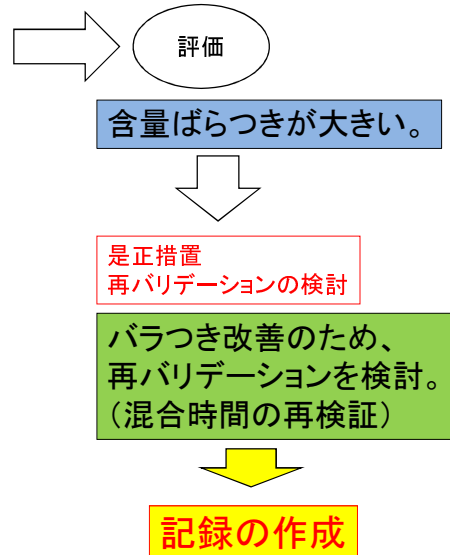 評価
含量ばらつきが大きい。
是正措置
再バリデーションの検討
バラつき改善のため、
再バリデーションを検討。
（混合時間の再検証）
記録の作成